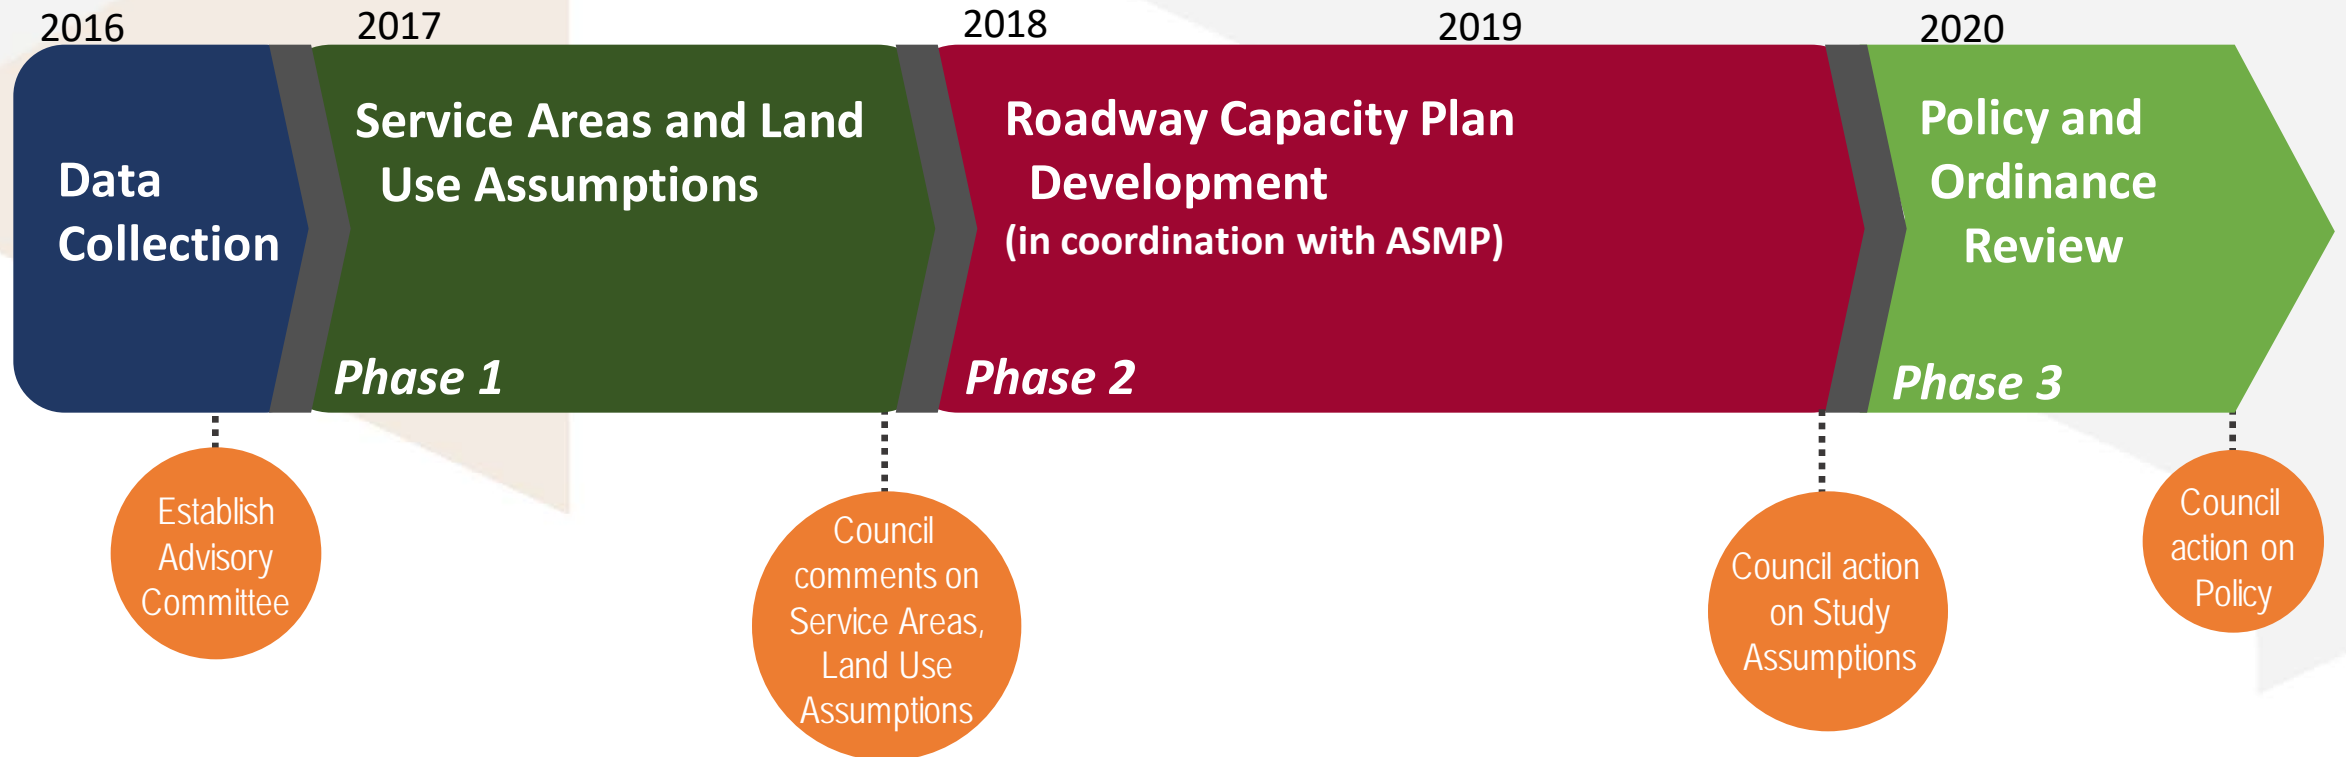 2016
2017
2018
2019
2020
Data
Collection
Service Areas and Land
Use Assumptions
Phase 1
Roadway Capacity Plan
Development
(in coordination with ASMP)
Phase 2
Policy and
Ordinance
Review
Phase 3
Establish
Advisory
Committee
Council
comments on
Service Areas,
Land Use
Assumptions
Council action
on Study
Assumptions
Council
action on
Policy